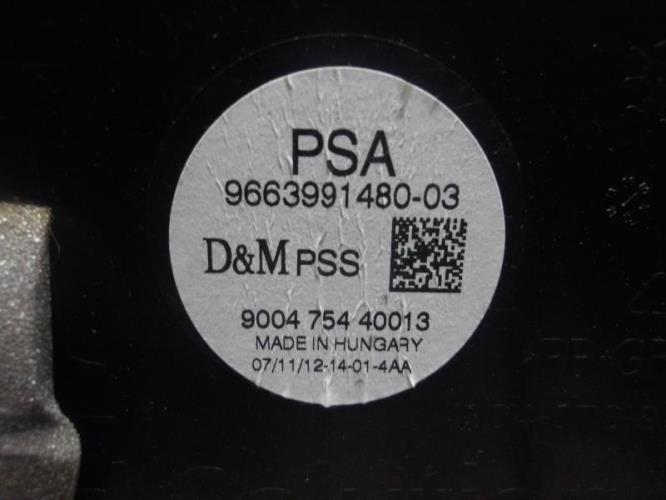 PSA
9663991480-03
D&M PSS
9004 754 40013
MADE IN HUNGARY
07/11/12-14-01-4AA